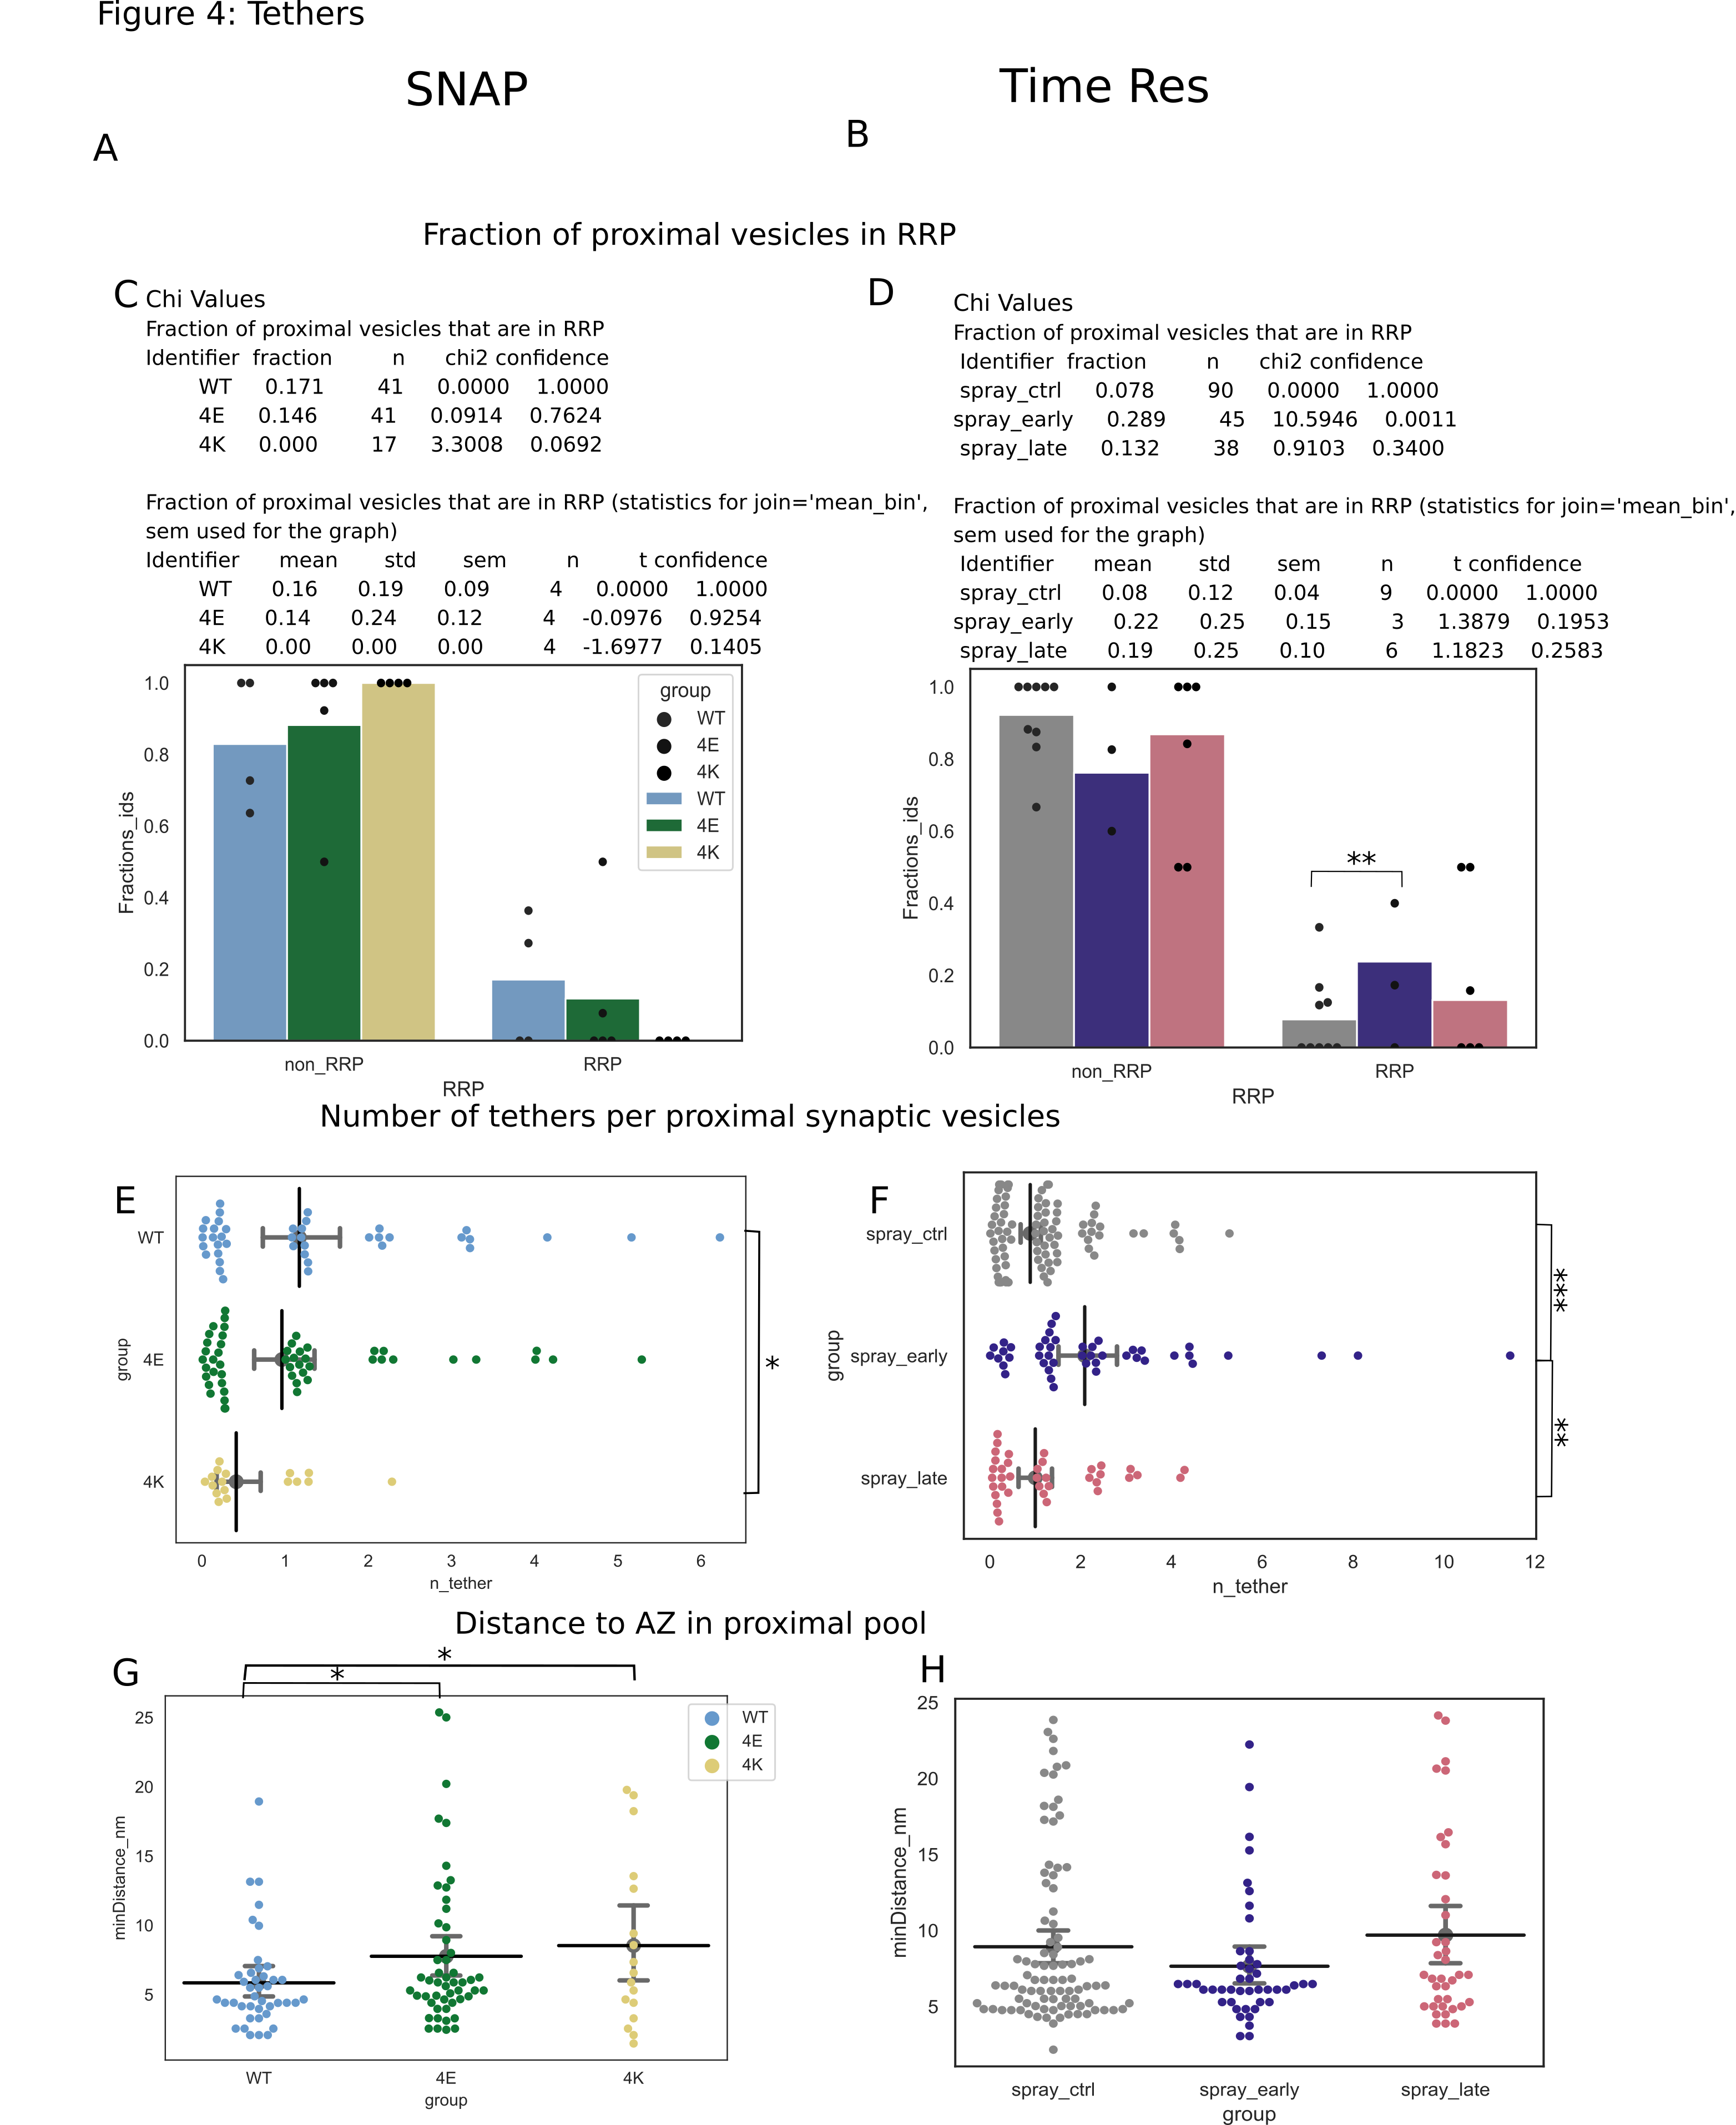 Figure 4: Tethers
SNAP
Time Res
A
B
Fraction of proximal vesicles in RRP
C
Chi Values
Fraction of proximal vesicles that are in RRP
Identifier fraction n chi2 confidence
WT 0.171 41 0.0000 1.0000
4E 0.146 41 0.0914 0.7624
4K 0.000 17 3.3008 0.0692
Fraction of proximal vesicles that are in RRP (statistics for join='mean_bin',
sem used for the graph)
Identifier mean std sem n t confidence
WT 0.16 0.19 0.09 4 0.0000 1.0000
4E 0.14 0.24 0.12 4 -0.0976 0.9254
4K 0.00 0.00 0.00 4 -1.6977 0.1405
1.0
0.8
0.6
0.4
0.2
0.0
Fractions_ids
group
WT
4E
4K
WT
4E
4K
non_RRP
RRP
RRP
D
Chi Values
Fraction of proximal vesicles that are in RRP
Identifier fraction n chi2 confidence
spray_ctrl 0.078 90 0.0000 1.0000
spray_early 0.289 45 10.5946 0.0011
spray_late 0.132 38 0.9103 0.3400
Fraction of proximal vesicles that are in RRP (statistics for join='mean_bin',
sem used for the graph)
Identifier mean std sem n t confidence
spray_ctrl 0.08 0.12 0.04 9 0.0000 1.0000
spray_early 0.22 0.25 0.15 3 1.3879 0.1953
spray_late 0.19 0.25 0.10 6 1.1823 0.2583
1.0
0.8
0.6
0.4
0.2
0.0
Fractions_ids
**
non_RRP
RRP
RRP
Number of tethers per proximal synaptic vesicles
E
WT
4E
4K
group
*
0 1 2 3 4 5 6
n_tether
F
spray_ctrl
spray_early
spray_late
group
***
**
0 2 4 6 8 10 12
n_tether
Distance to AZ in proximal pool
G
*
*
25
20
15
10
5
minDistance_nm
WT
4E
4K
WT 4E 4K
group
H
25
20
15
10
5
minDistance_nm
spray_ctrl spray_early spray_late
group